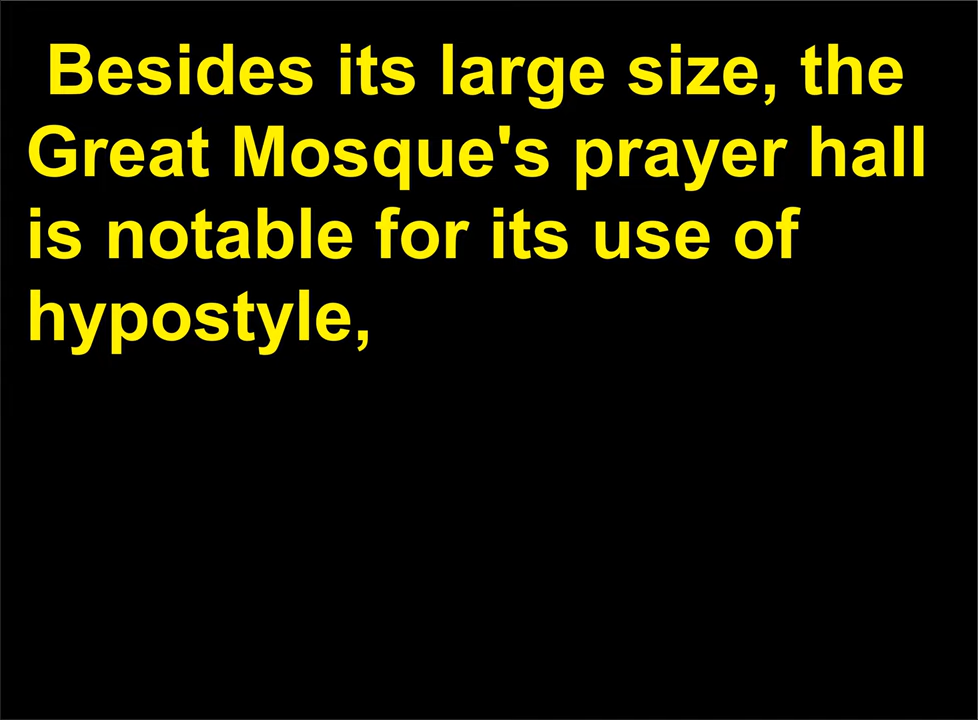 Besides its large size, the
Great Mosque's prayer hall
is notable for its use of
hypostyle,